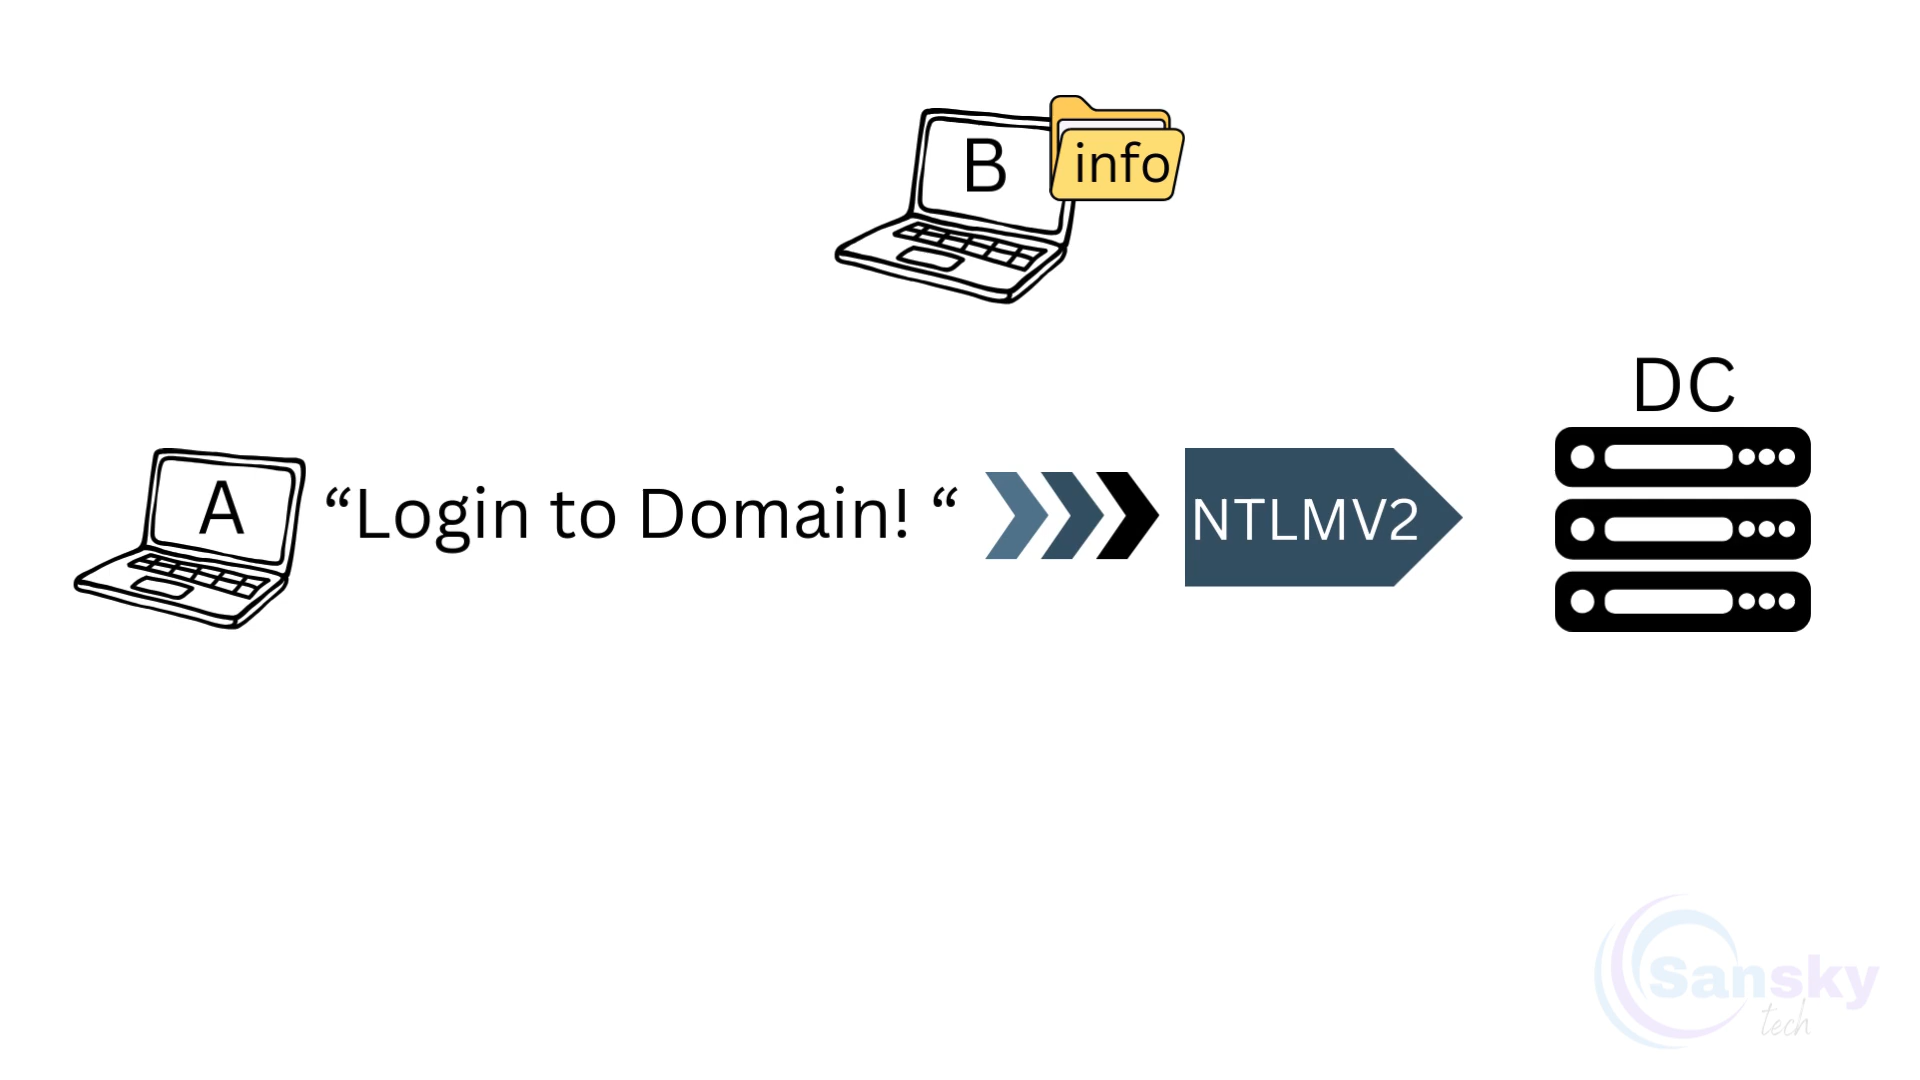 B
info
DC
A
“Login to Domain! “
NTLMV2
Sansky
tech